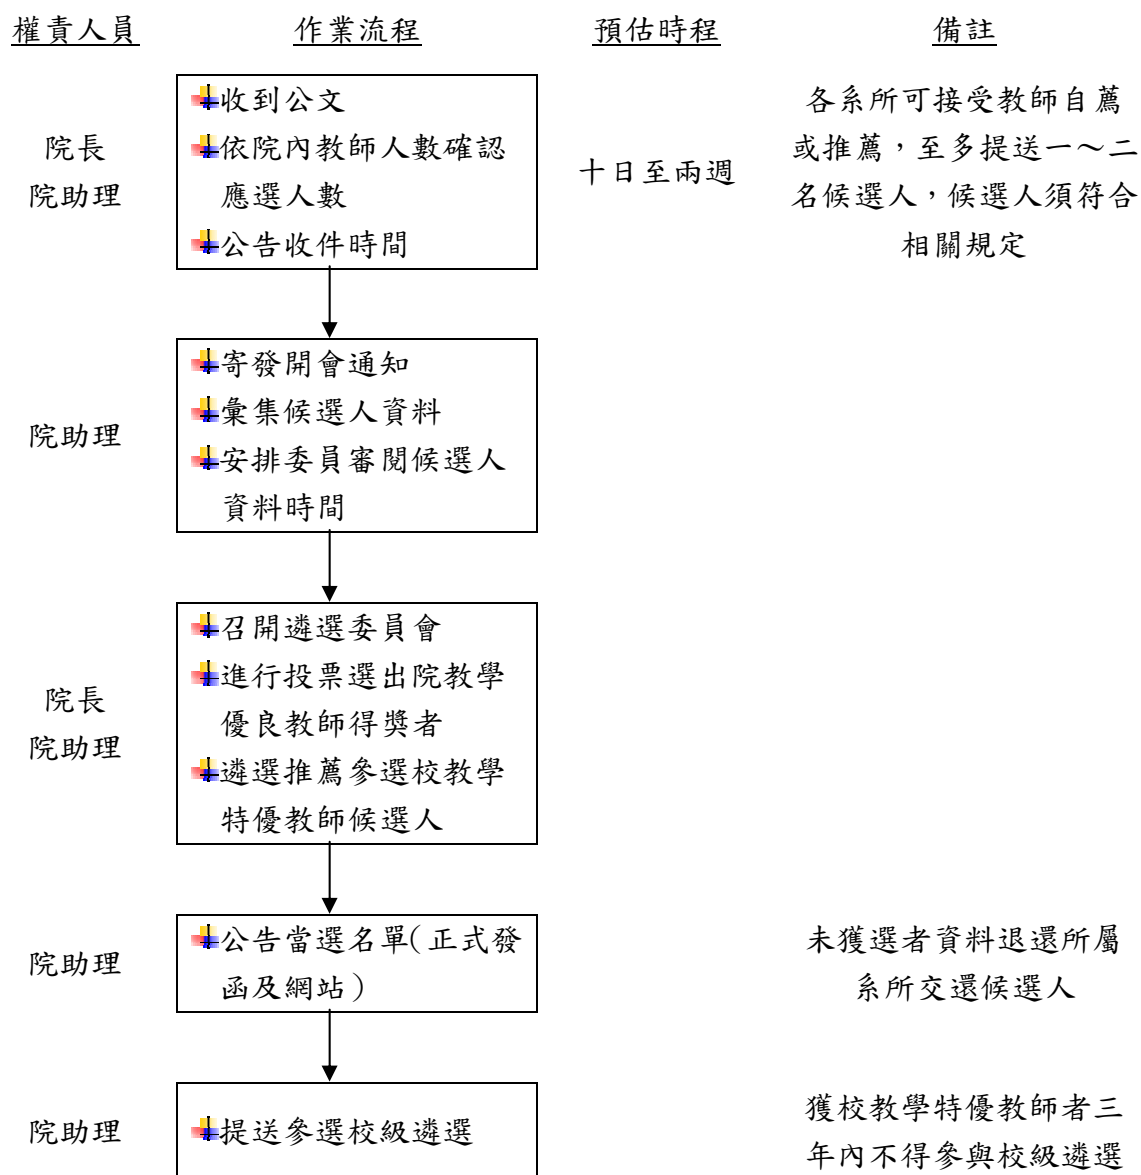 權責人員 作業流程 預估時程 備註
院長
院助理
收到公文
依院內教師人數確認
應選人數
公告收件時間
十日至兩週
各系所可接受教師自薦
或推薦，至多提送一～二
名候選人，候選人須符合
相關規定
院助理
寄發開會通知
彙集候選人資料
安排委員審閱候選人
資料時間
院長
院助理
召開遴選委員會
進行投票選出院教學
優良教師得獎者
遴選推薦參選校教學
特優教師候選人
院助理
公告當選名單(正式發
函及網站)
未獲選者資料退還所屬
系所交還候選人
院助理
提送參選校級遴選
獲校教學特優教師者三
年內不得參與校級遴選